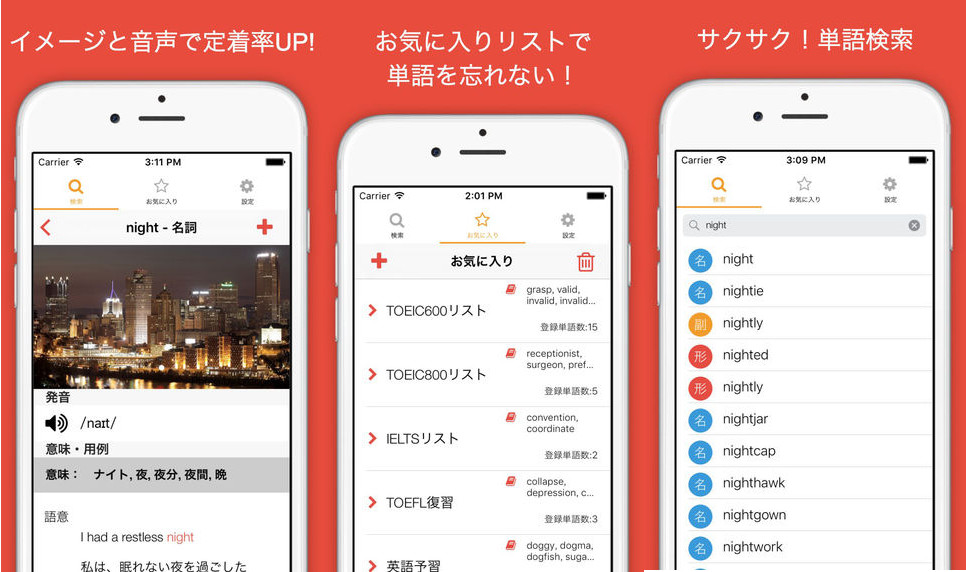 イメージと音声で定着率UP!
Carrier 3:11 PM
検索 お気に入り 設定
night - 名詞
発音
/naɪt/
意味・用例
意味： ナイト, 夜, 夜分, 夜間, 晩
語意
I had a restless night
私は、眠れない夜を過ごした
お気に入りリストで
単語を忘れない！
Carrier 2:01 PM
検索 お気に入り 設定
お気に入り
TOEIC600リスト
grasp, valid,
invalid, invalid...
登録単語数:15
TOEIC800リスト
receptionist,
surgeon, pref...
登録単語数:5
IELTSリスト
convention,
coordinate
登録単語数:2
TOEFL復習
collapse,
depression, c...
登録単語数:3
英語予習
doggy, dogma,
dogfish, suga...
サクサク！単語検索
Carrier 3:09 PM
検索 お気に入り 設定
night
名 night
名 nightie
副 nightly
形 nighted
形 nightly
名 nightjar
名 nightcap
名 nighthawk
名 nightgown
名 nightwork